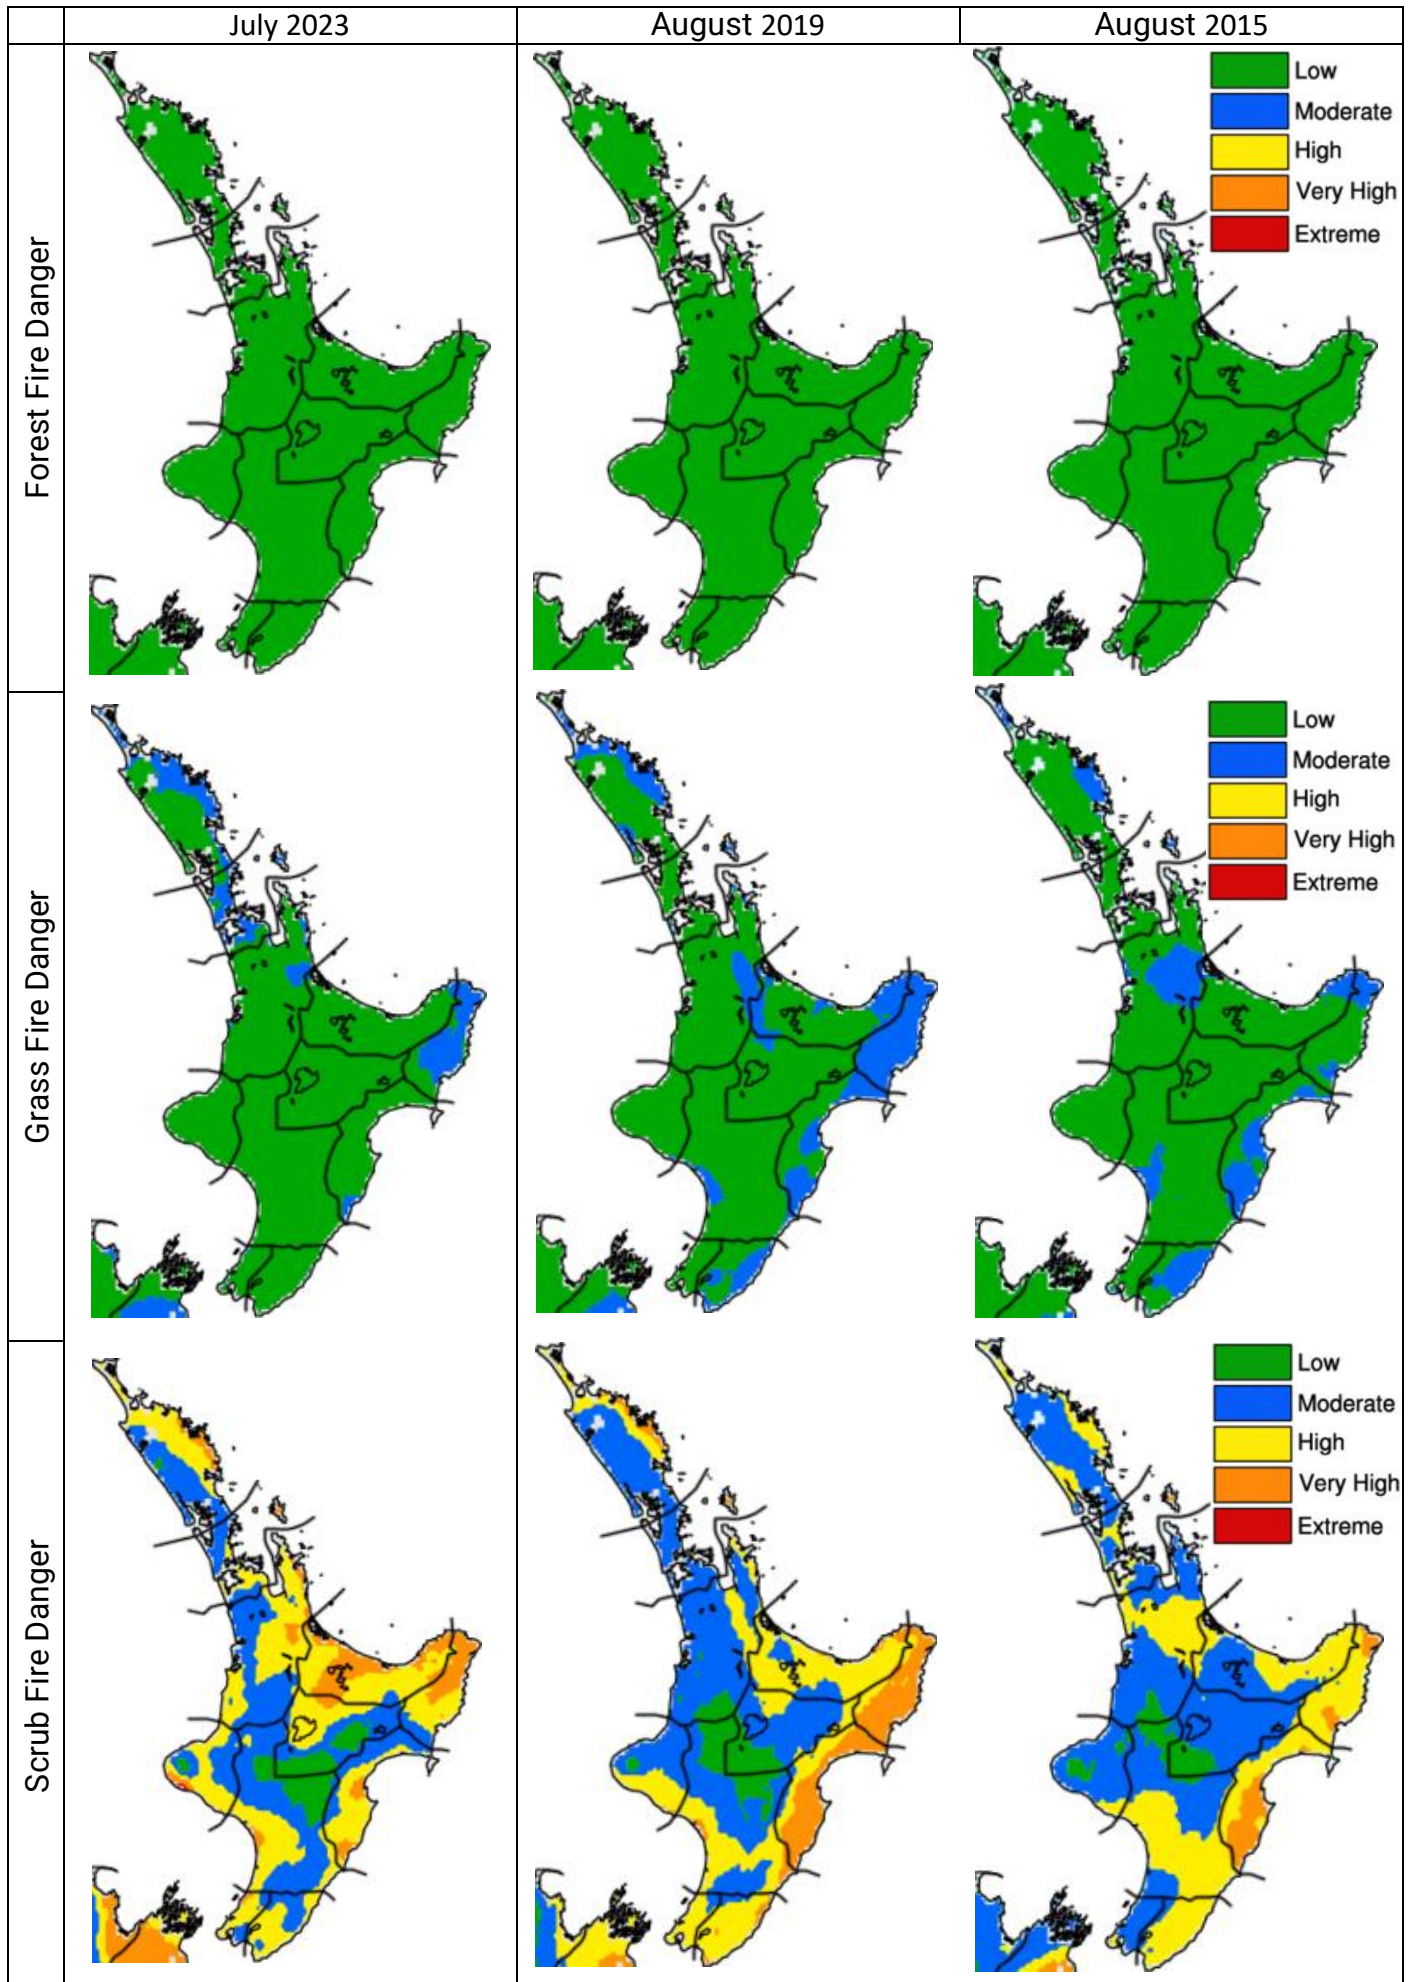 July 2023
August 2019
August 2015
Forest Fire Danger
Low
Moderate
High
Very High
Extreme
Grass Fire Danger
Low
Moderate
High
Very High
Extreme
Scrub Fire Danger
Low
Moderate
High
Very High
Extreme